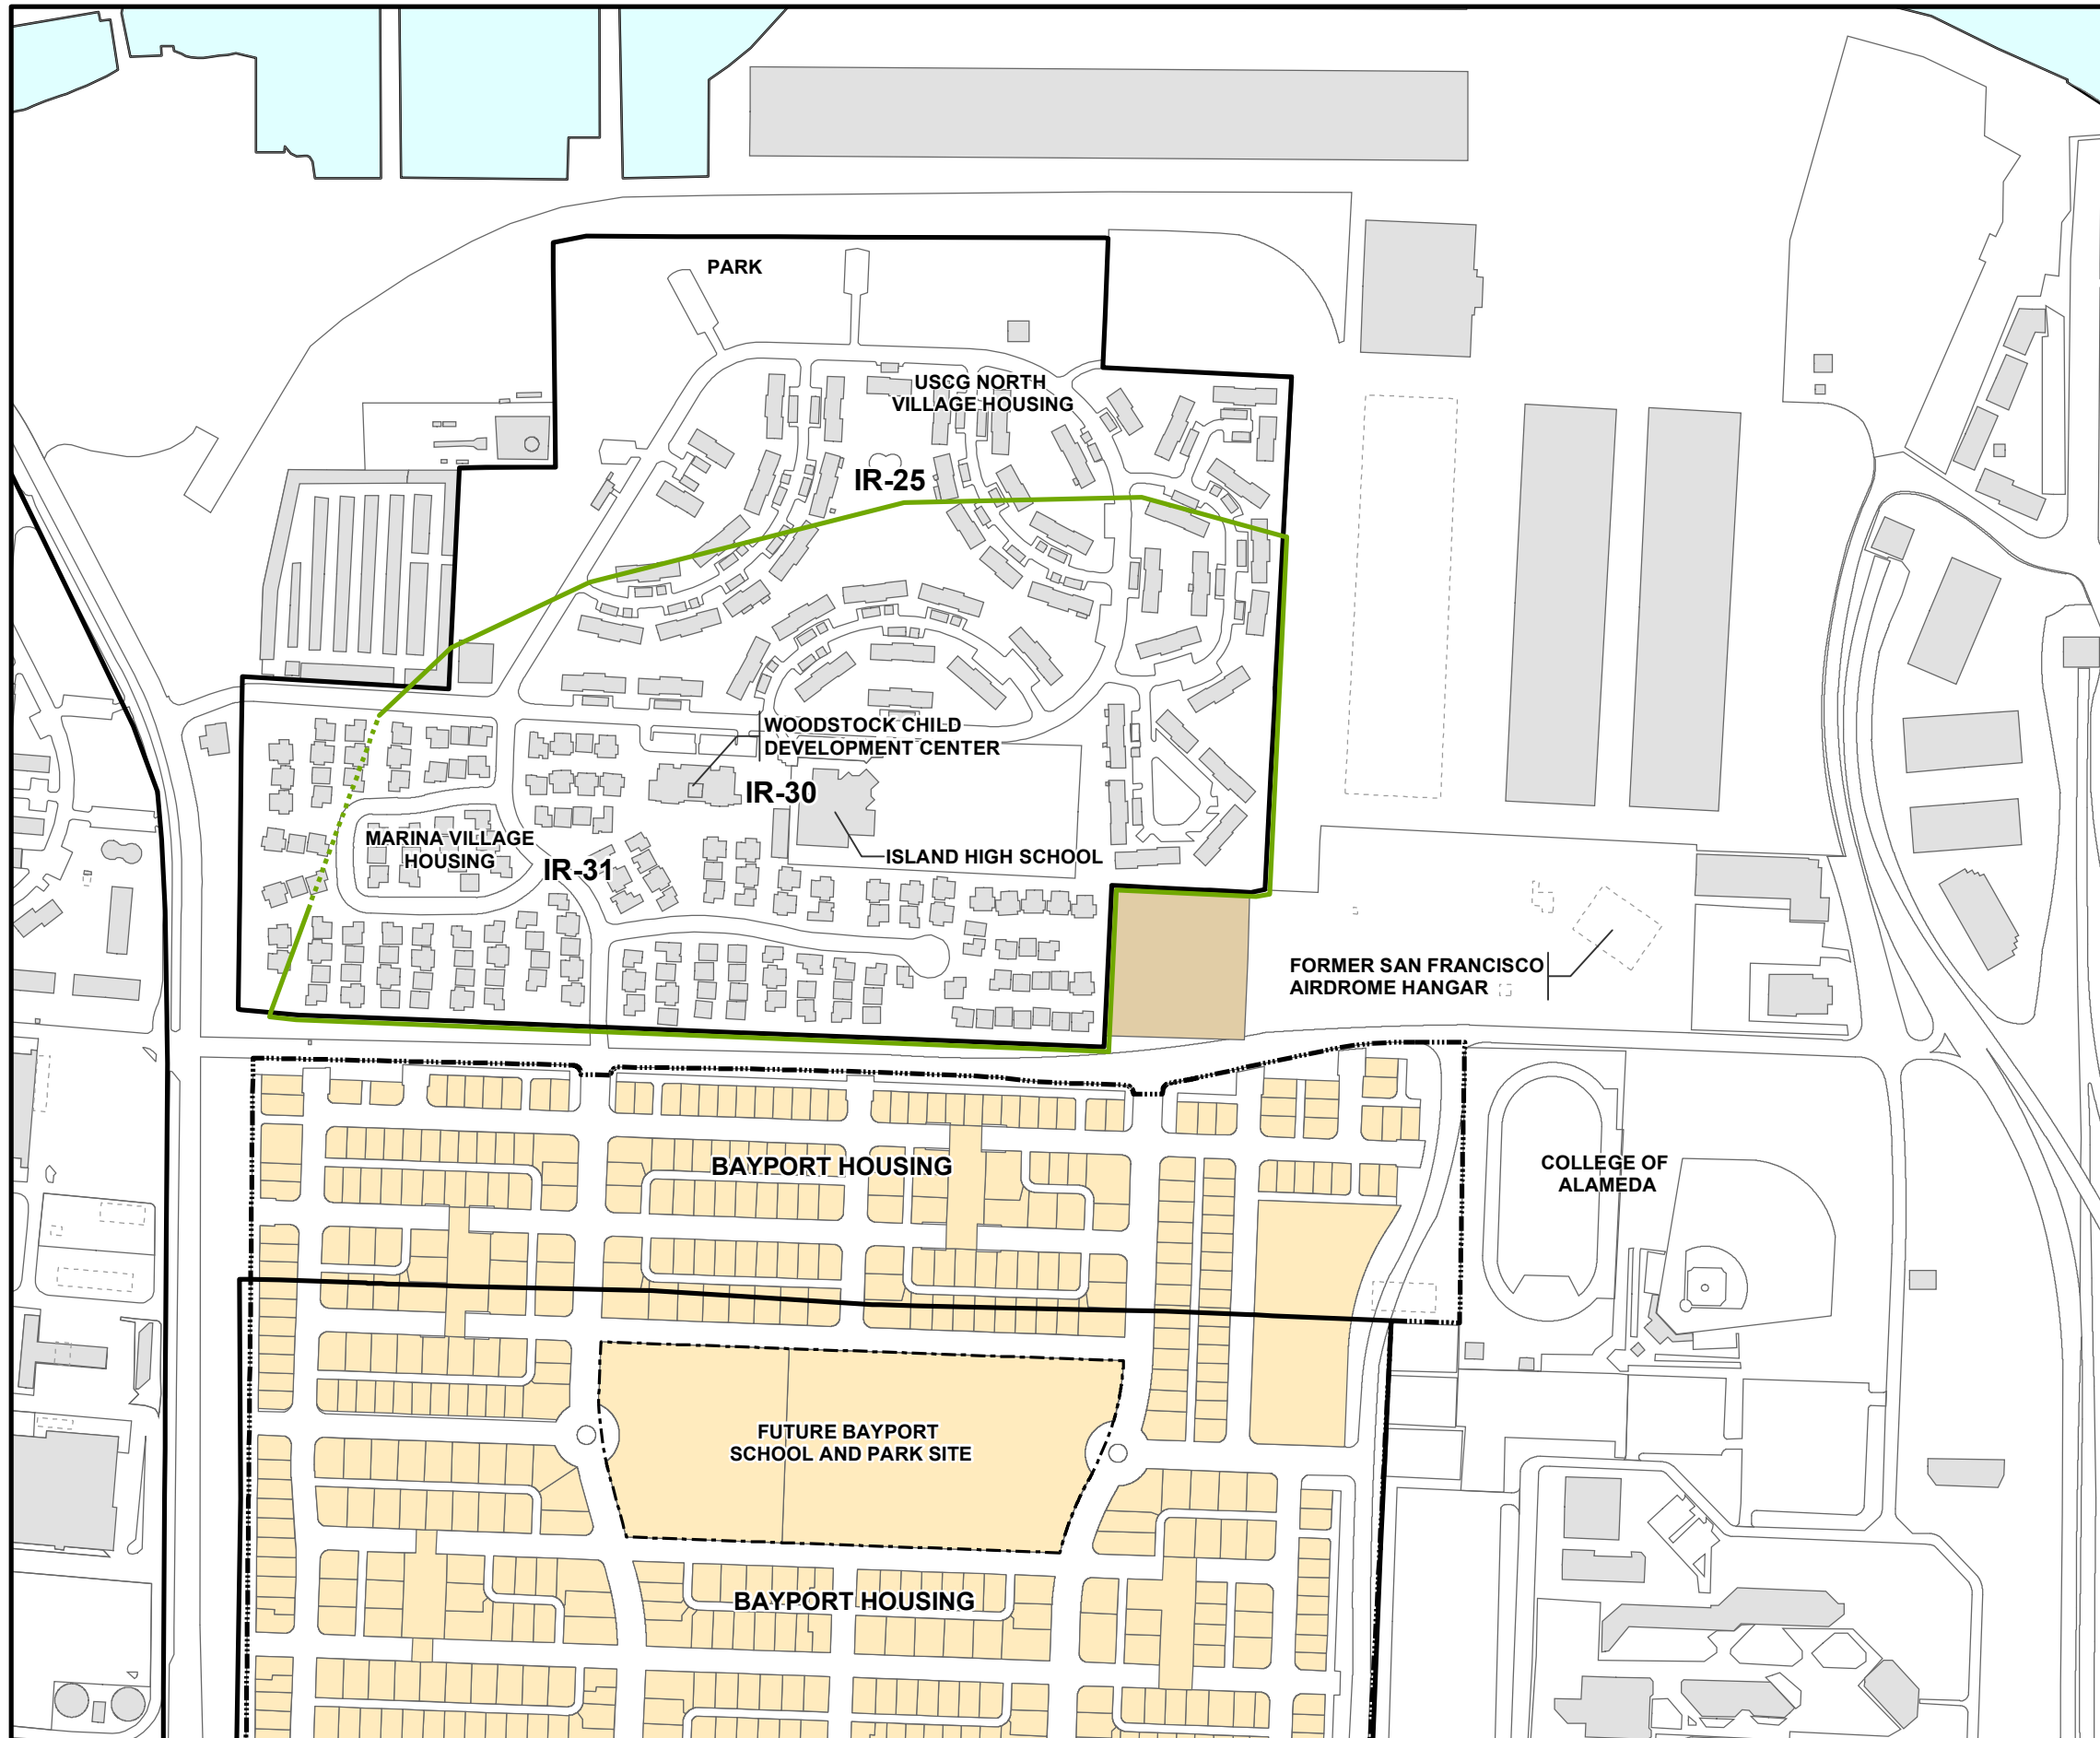 PARK
USCG NORTH
VILLAGE HOUSING
IR-25
WOODSTOCK CHILD
DEVELOPMENT CENTER
IR-30
MARINA VILLAGE
HOUSING
IR-31
ISLAND HIGH SCHOOL
FORMER SAN FRANCISCO
AIRDROME HANGAR
BAYPORT HOUSING
COLLEGE OF
ALAMEDA
FUTURE BAYPORT
SCHOOL AND PARK SITE
BAYPORT HOUSING